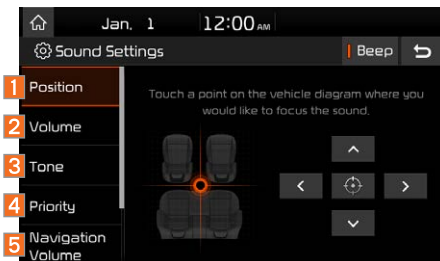 Jan. 1 12:00 AM
Sound Settings Beep
1 Position
Touch a point on the vehicle diagram where you
would like to focus the sound.
2 Volume
3 Tone
4 Priority
5 Navigation
Volume